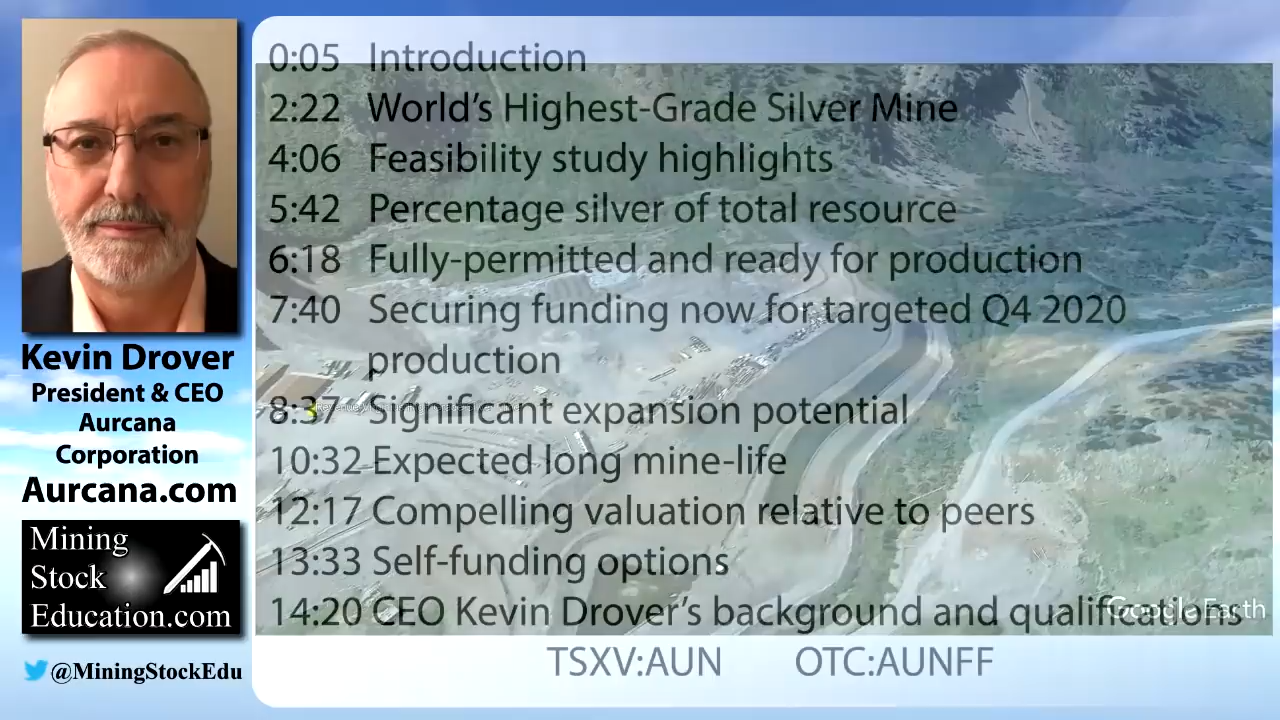 Kevin Drover
President & CEO
Aurcana
Corporation
Aurcana.com
Mining
Stock
Education.com
@MiningStockEdu
0:05 Introduction
2:22 World's Highest-Grade Silver Mine
4:06 Feasibility study highlights
5:42 Percentage silver of total resource
6:18 Fully-permitted and ready for production
7:40 Securing funding now for targeted Q4 2020
production
8:37 Significant expansion potential
10:32 Expected long mine-life
12:17 Compelling valuation relative to peers
13:33 Self-funding options
14:20 CEO Kevin Drover's background and qualifications
Google Earth
TSXV:AUN OTC:AUNFF